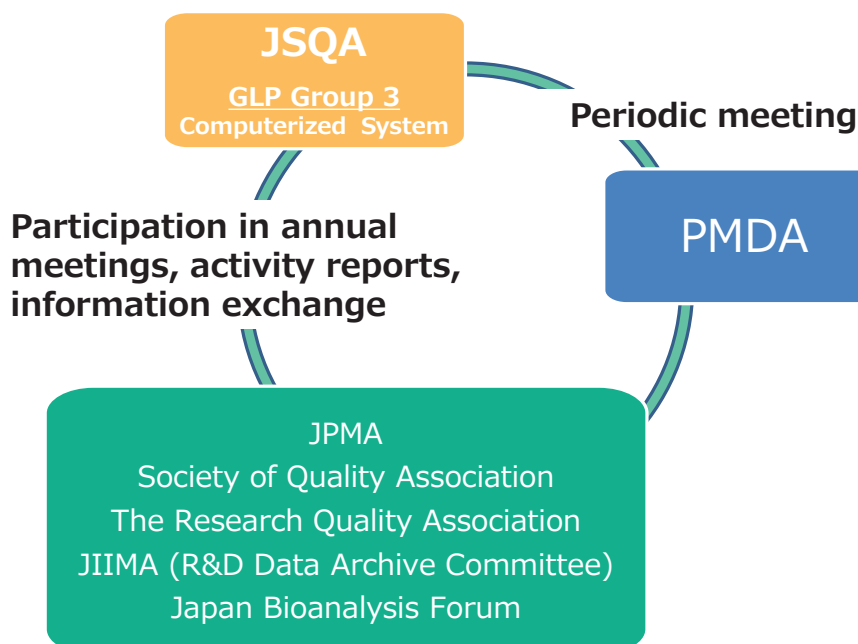 JSQA
GLP Group 3
Computerized System
Periodic meeting
PMDA
Participation in annual
meetings, activity reports,
information exchange
JPMA
Society of Quality Association
The Research Quality Association
JIIMA (R&D Data Archive Committee)
Japan Bioanalysis Forum